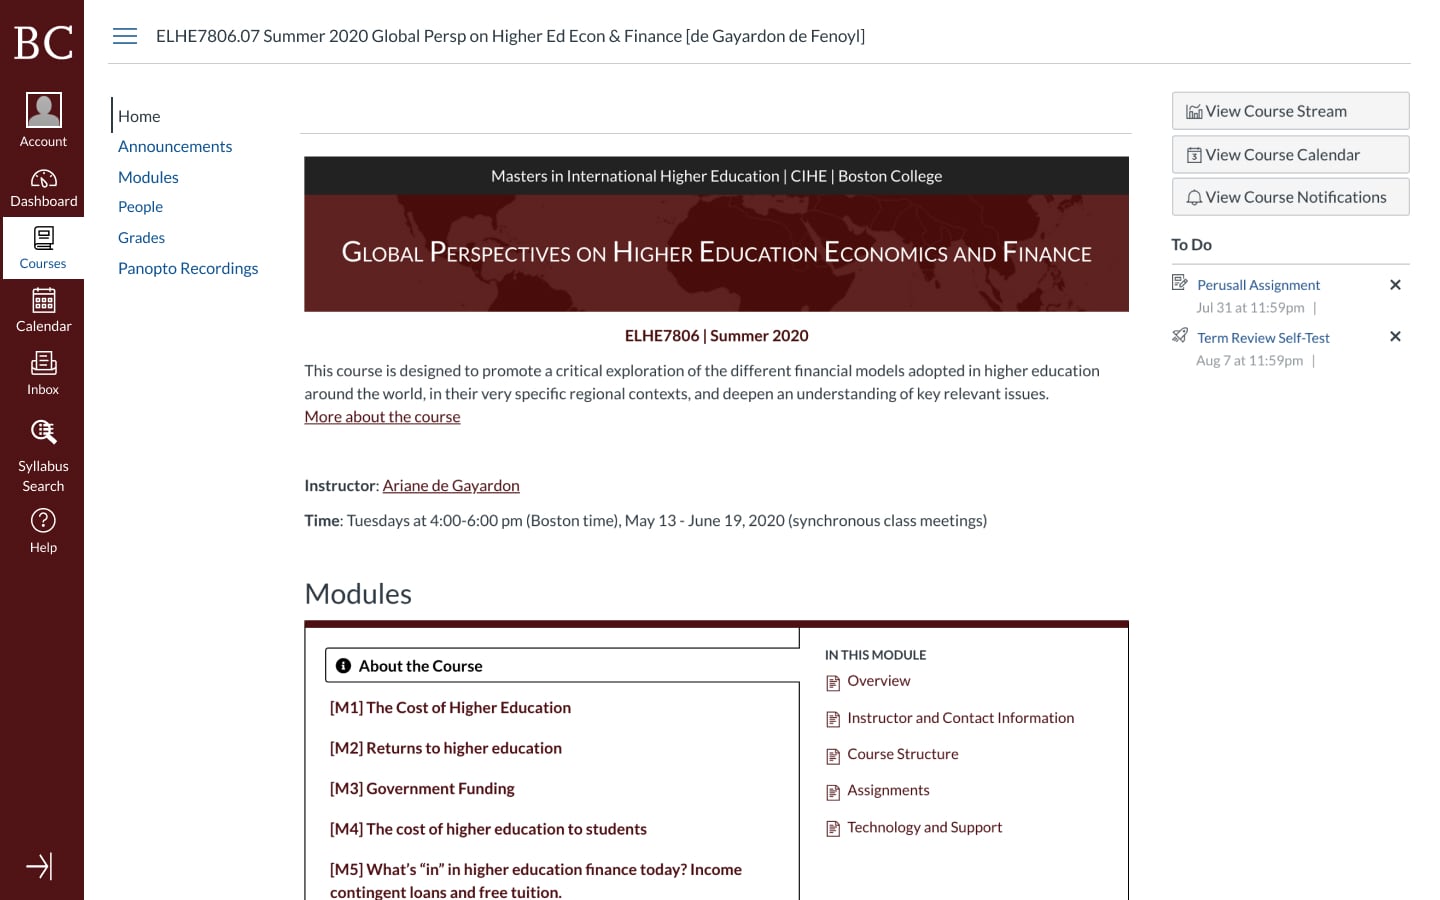 BC
ELHE7806.07 Summer 2020 Global Persp on Higher Ed Econ & Finance [de Gayardon de Fenoyl]
Account
Dashboard
Courses
Calendar
Inbox
Syllabus
Search
Help
Home
Announcements
Modules
People
Grades
Panopto Recordings
Masters in International Higher Education | CIHE | Boston College
Global Perspectives on Higher Education Economics and Finance
ELHE7806 | Summer 2020
This course is designed to promote a critical exploration of the different financial models adopted in higher education
around the world, in their very specific regional contexts, and deepen an understanding of key relevant issues.
More about the course
Instructor: Ariane de Gayardon
Time: Tuesdays at 4:00-6:00 pm (Boston time), May 13 - June 19, 2020 (synchronous class meetings)
Modules
About the Course
[M1] The Cost of Higher Education
[M2] Returns to higher education
[M3] Government Funding
[M4] The cost of higher education to students
[M5] What’s “in” in higher education finance today? Income
contingent loans and free tuition.
IN THIS MODULE
Overview
Instructor and Contact Information
Course Structure
Assignments
Technology and Support
View Course Stream
3 View Course Calendar
View Course Notifications
To Do
Perusall Assignment
Jul 31 at 11:59pm |
Term Review Self-Test
Aug 7 at 11:59pm |